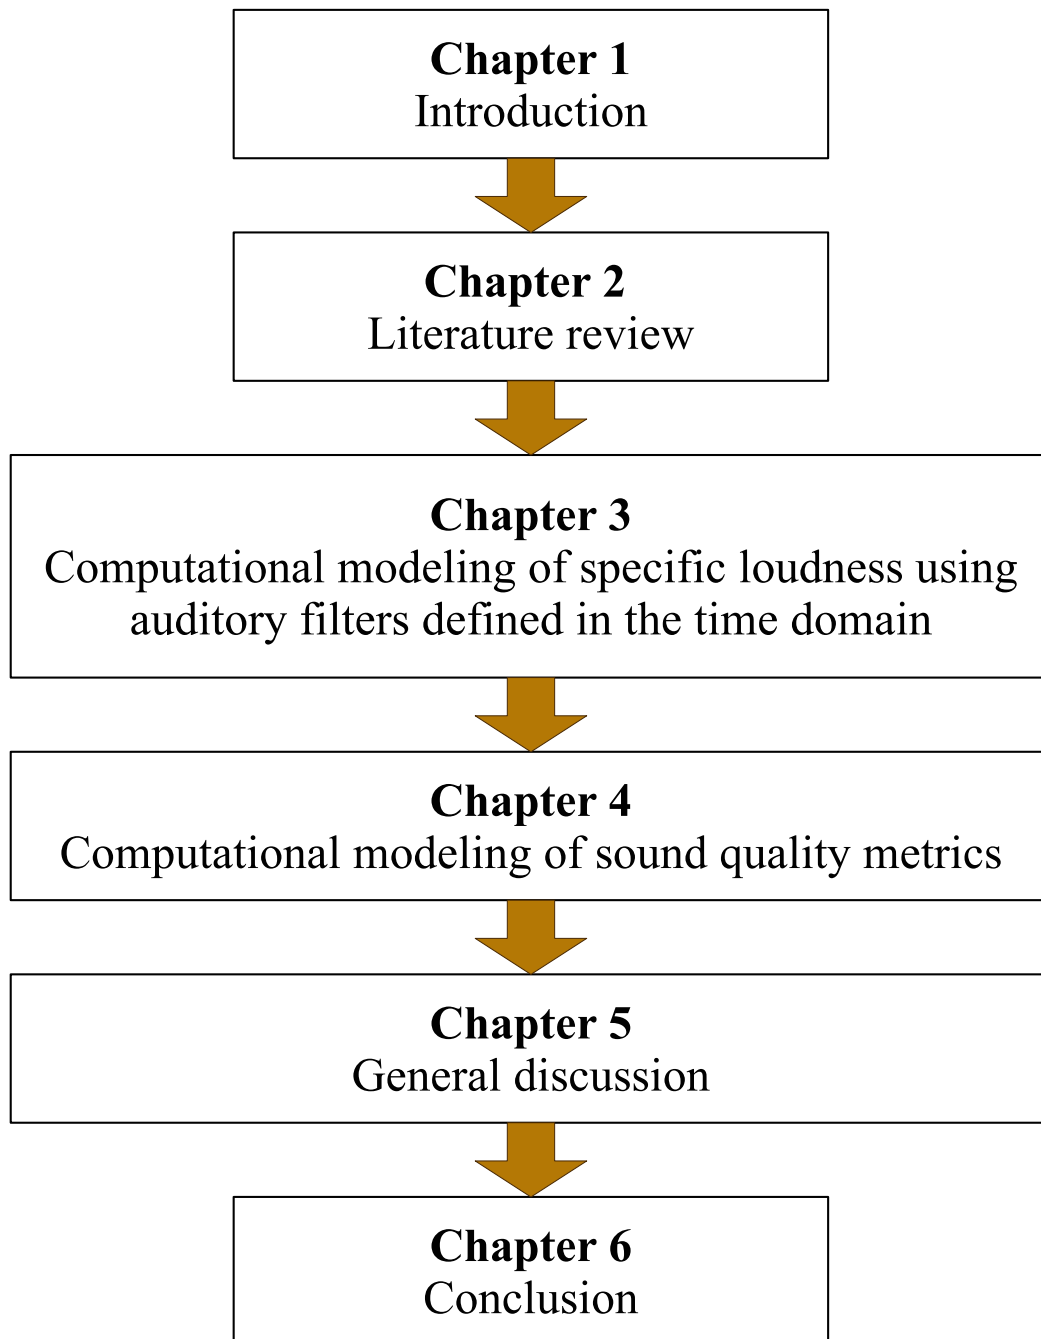 Chapter 1
Introduction
Chapter 2
Literature review
Chapter 3
Computational modeling of specific loudness using
auditory filters defined in the time domain
Chapter 4
Computational modeling of sound quality metrics
Chapter 5
General discussion
Chapter 6
Conclusion